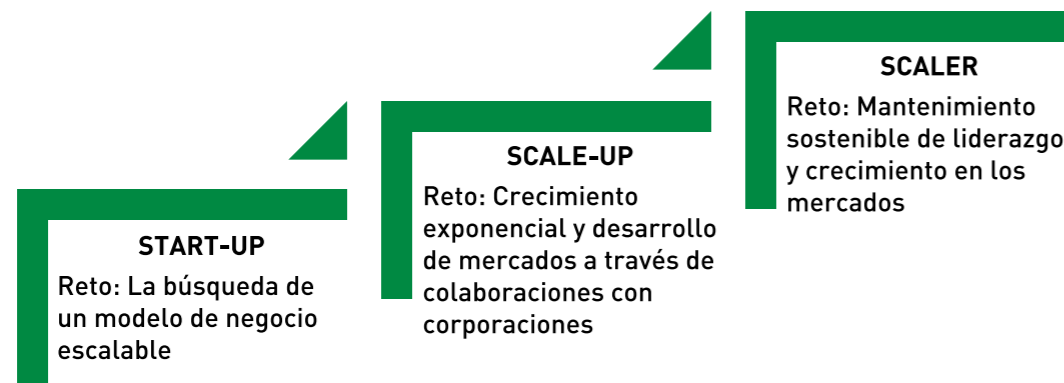 START-UP
Reto: La búsqueda de
un modelo de negocio
escalable
SCALE-UP
Reto: Crecimiento
exponencial y desarrollo
de mercados a través de
colaboraciones con
corporaciones
SCALER
Reto: Mantenimiento
sostenible de liderazgo
y crecimiento en los
mercados